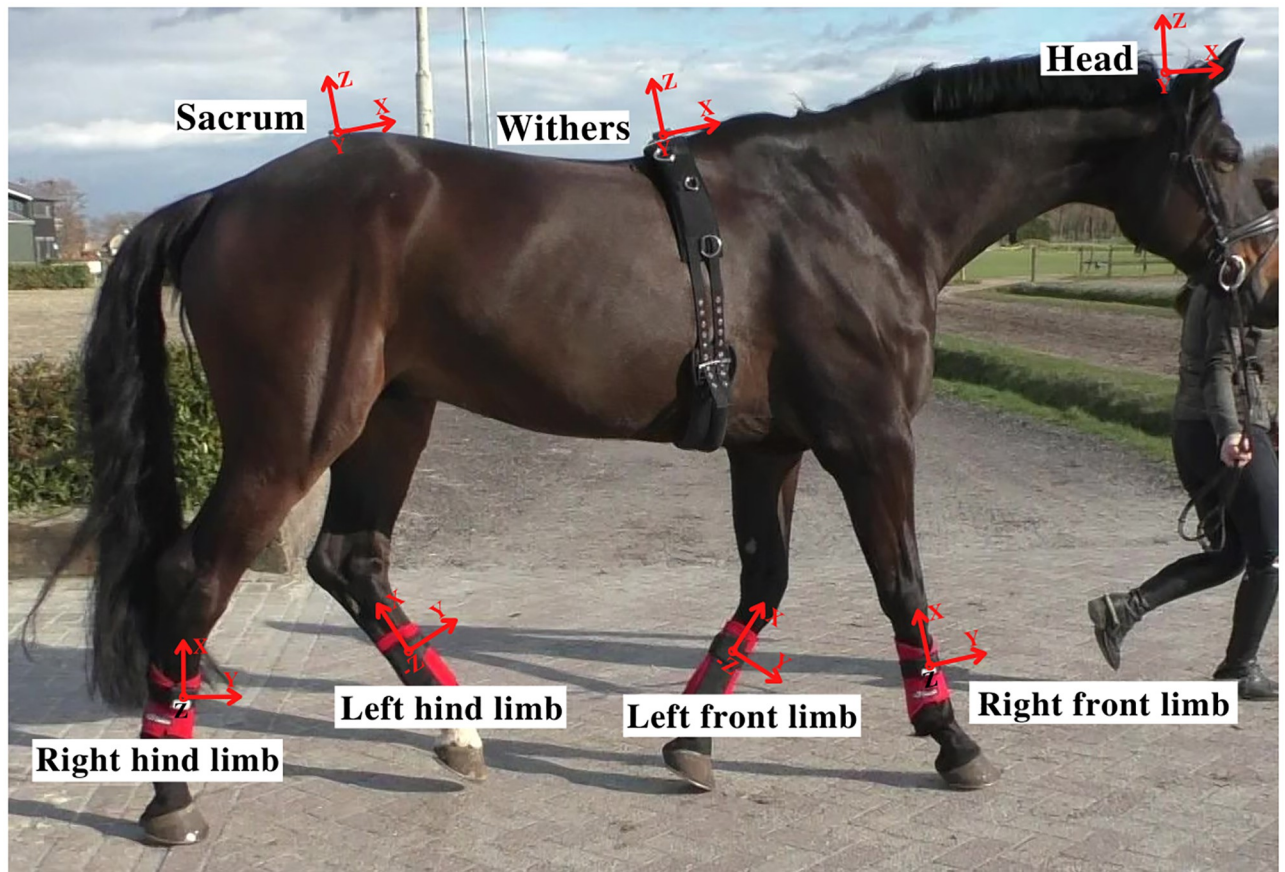 Z
X
Head
Y
Z
X
Sacrum
Y
Z
X
Withers
Y
X
Y
-Z
Left hind limb
X
Y
-Z
Left front limb
X
Y
Z
Right front limb
X
Y
Z
Right hind limb